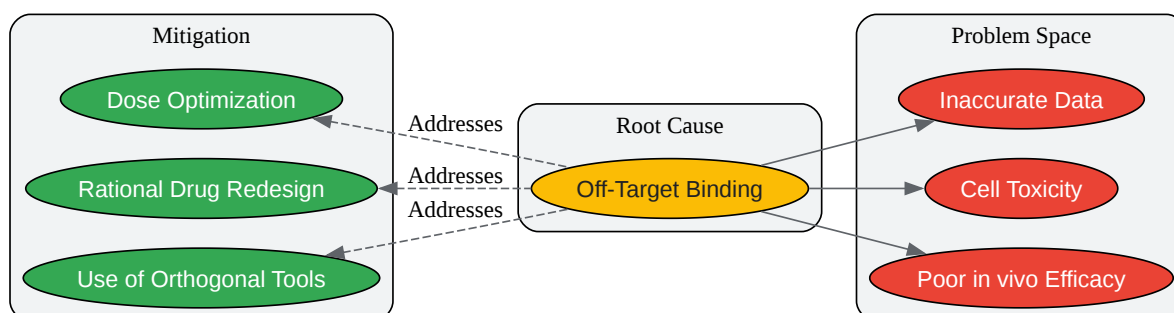 Mitigation
Dose Optimization
Rational Drug Redesign
Use of Orthogonal Tools
Addresses
Addresses
Addresses
Root Cause
Off-Target Binding
Problem Space
Inaccurate Data
Cell Toxicity
Poor in vivo Efficacy